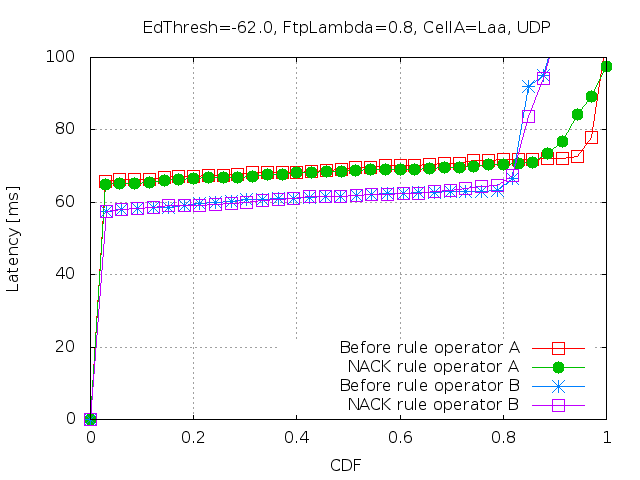 EdThresh=-62.0, FtpLambda=0.8, CellA=Laa, UDP
100
80
60
40
20
0
Latency [ms]
Before rule operator A
NACK rule operator A
Before rule operator B
NACK rule operator B
0 0.2 0.4 0.6 0.8 1
CDF